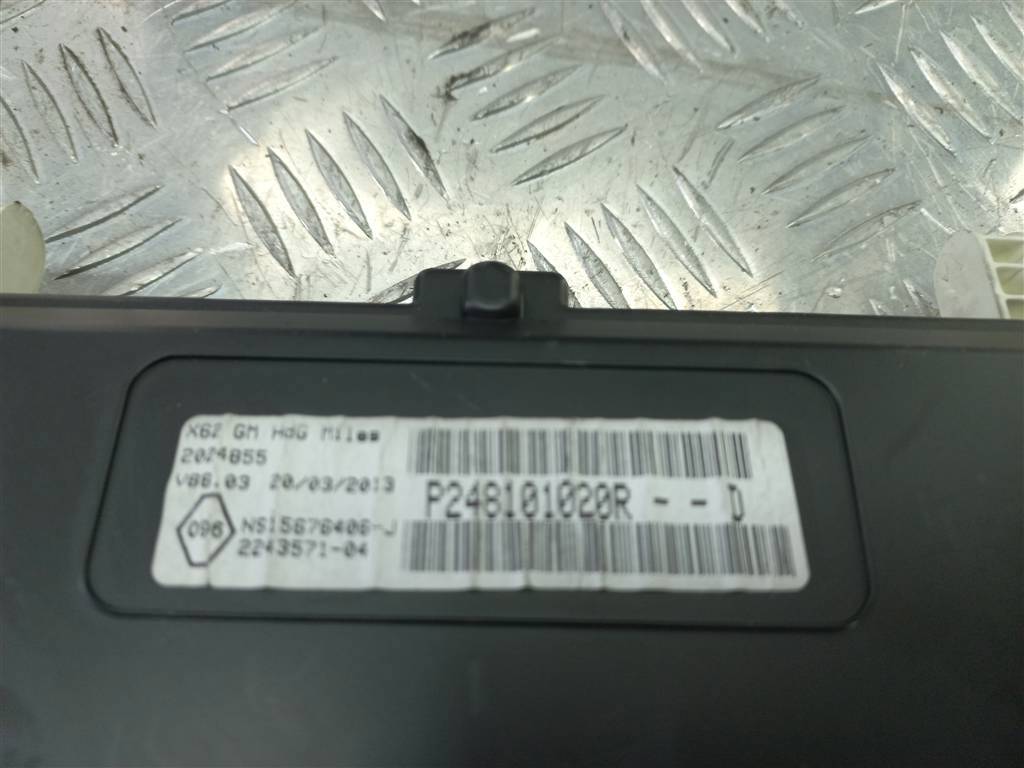 X62 GM HdG Miles
2024855
V86.03 20/03/2013
096
NS15676406-J
2243571-04
P248101020R - - D